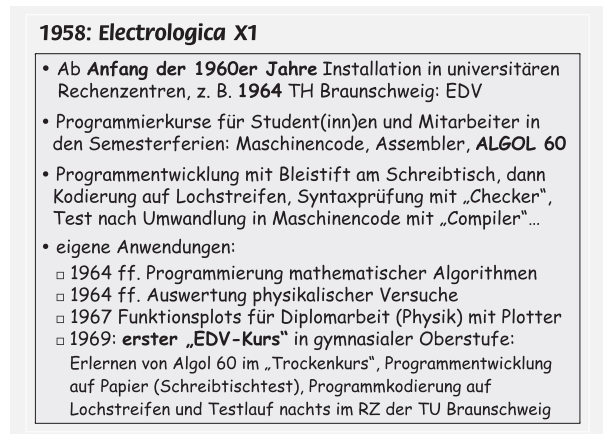 1958: Electrologica X1
• Ab Anfang der 1960er Jahre Installation in universitären
Rechenzentren, z. B. 1964 TH Braunschweig: EDV
• Programmierkurse für Student(inn)en und Mitarbeiter in
den Semesterferien: Maschinencode, Assembler, ALGOL 60
• Programmentwicklung mit Bleistift am Schreibtisch, dann
Kodierung auf Lochstreifen, Syntaxprüfung mit „Checker“,
Test nach Umwandlung in Maschinencode mit „Compiler“…
• eigene Anwendungen:
□ 1964 ff. Programmierung mathematischer Algorithmen
□ 1964 ff. Auswertung physikalischer Versuche
□ 1967 Funktionsplots für Diplomarbeit (Physik) mit Plotter
□ 1969: erster „EDV-Kurs“ in gymnasialer Oberstufe:
Erlernen von Algol 60 im „Trockenkurs“, Programmentwicklung
auf Papier (Schreibtischtest), Programmkodierung auf
Lochstreifen und Testlauf nachts im RZ der TU Braunschweig